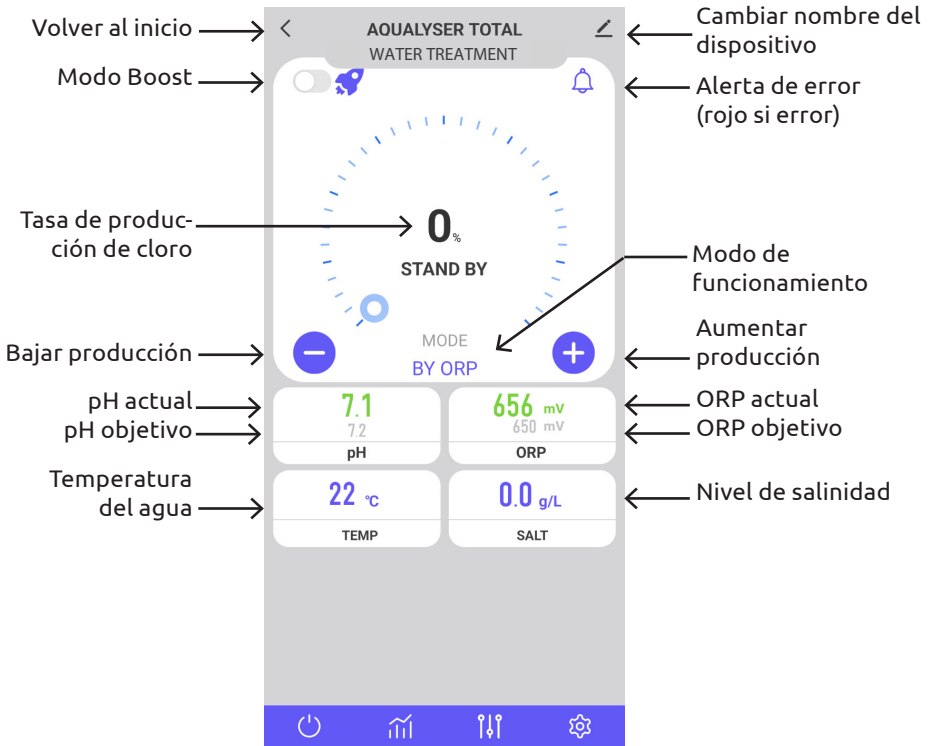 Volver al inicio
AQUALYSER TOTAL
WATER TREATMENT
Cambiar nombre del
dispositivo
Modo Boost
Alerta de error
(rojo si error)
Tasa de produc-
ción de cloro
0%
STAND BY
Modo de
funcionamiento
Bajar producción
MODE
BY ORP
Aumentar
producción
pH actual
pH objetivo
7.1
7.2
pH
656 mV
650 mV
ORP
ORP actual
ORP objetivo
Temperatura
del agua
22 °C
TEMP
0.0 g/L
SALT
Nivel de salinidad